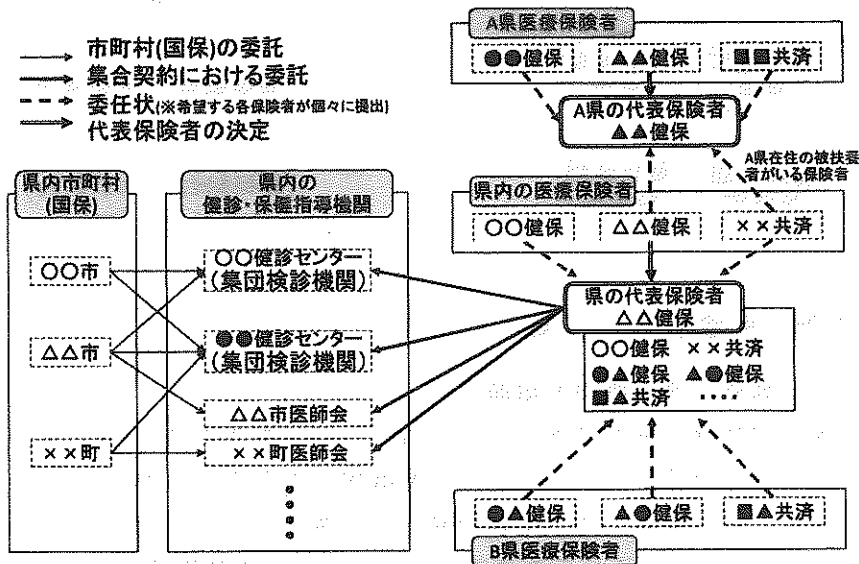 市町村(国保)の委託
集合契約における委託
委任状(※希望する各保険者が個々に提出)
代表保険者の決定
A県医療保険者
●●健保
▲▲健保
■■共済
A県の代表保険者
▲▲健保
A県在住の被扶養
者がいる保険者
県内市町村
(国保)
○○市
△△市
××町
県内の
健診・保健指導機関
○○健診センター
(集団検診機関)
●●健診センター
(集団検診機関)
△△市医師会
××町医師会
県内の医療保険者
○○健保
△△健保
××共済
県の代表保険者
△△健保
○○健保 ××共済
●▲健保 ▲●健保
■▲共済 ‥‥
●▲健保
▲●健保
■▲共済
B県医療保険者